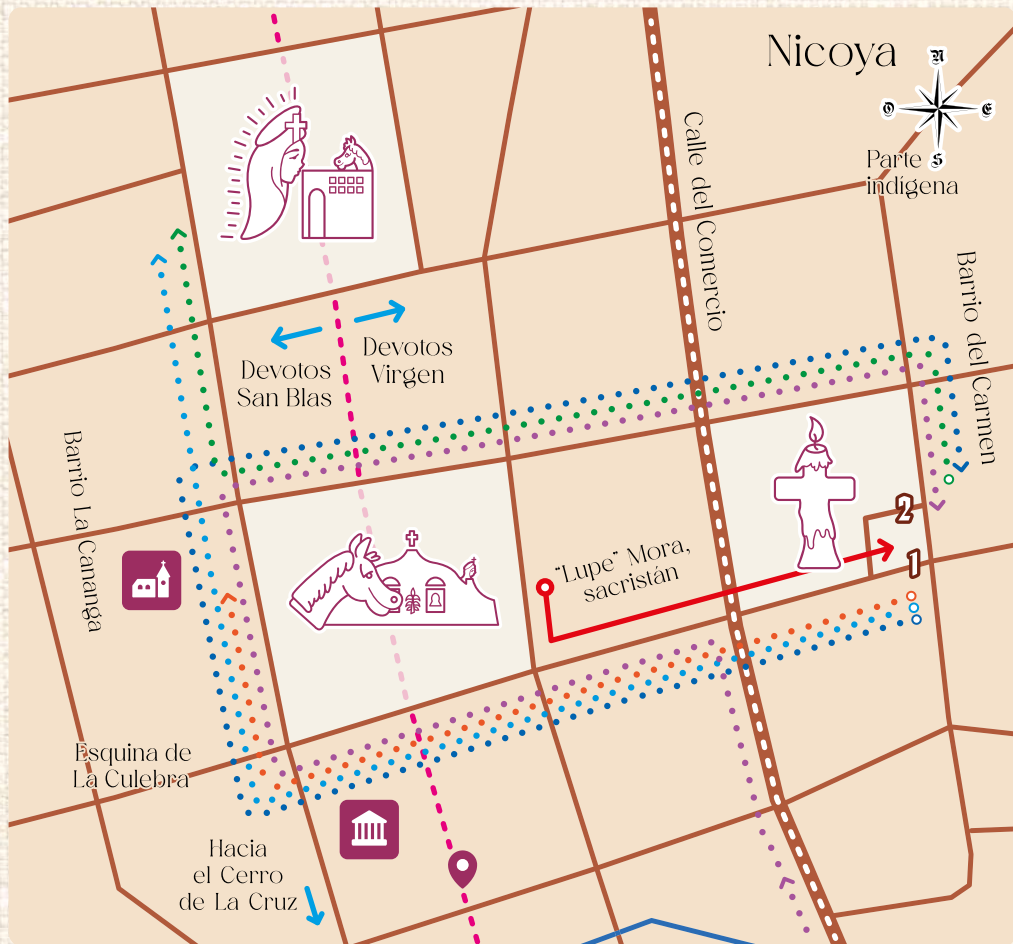 Nicoya
N
O
E
S
Parte
indígena
Calle del Comercio
Barrio del Carmen
Devotos
San Blas
Devotos
Virgen
Barrio La Cananga
2
1
"Lupe" Mora,
sacristán
Esquina de
La Culebra
Hacia
el Cerro
de La Cruz